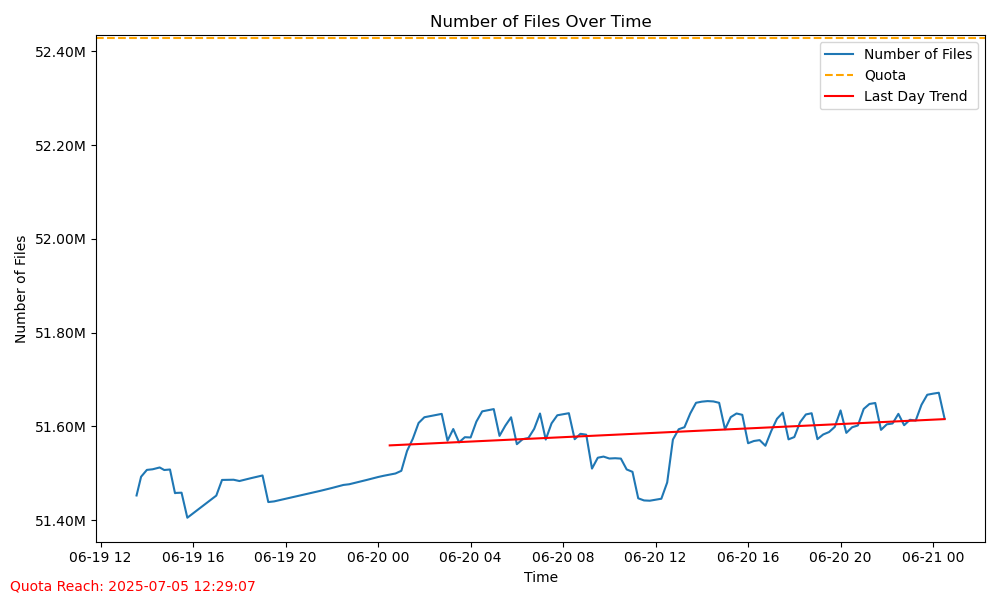 Number of Files Over Time
Number of Files
Quota
Last Day Trend
52.40M
52.20M
52.00M
51.80M
51.60M
51.40M
Number of Files
06-19 12
06-19 16
06-19 20
06-20 00
06-20 04
06-20 08
06-20 12
06-20 16
06-20 20
06-21 00
Time
Quota Reach: 2025-07-05 12:29:07